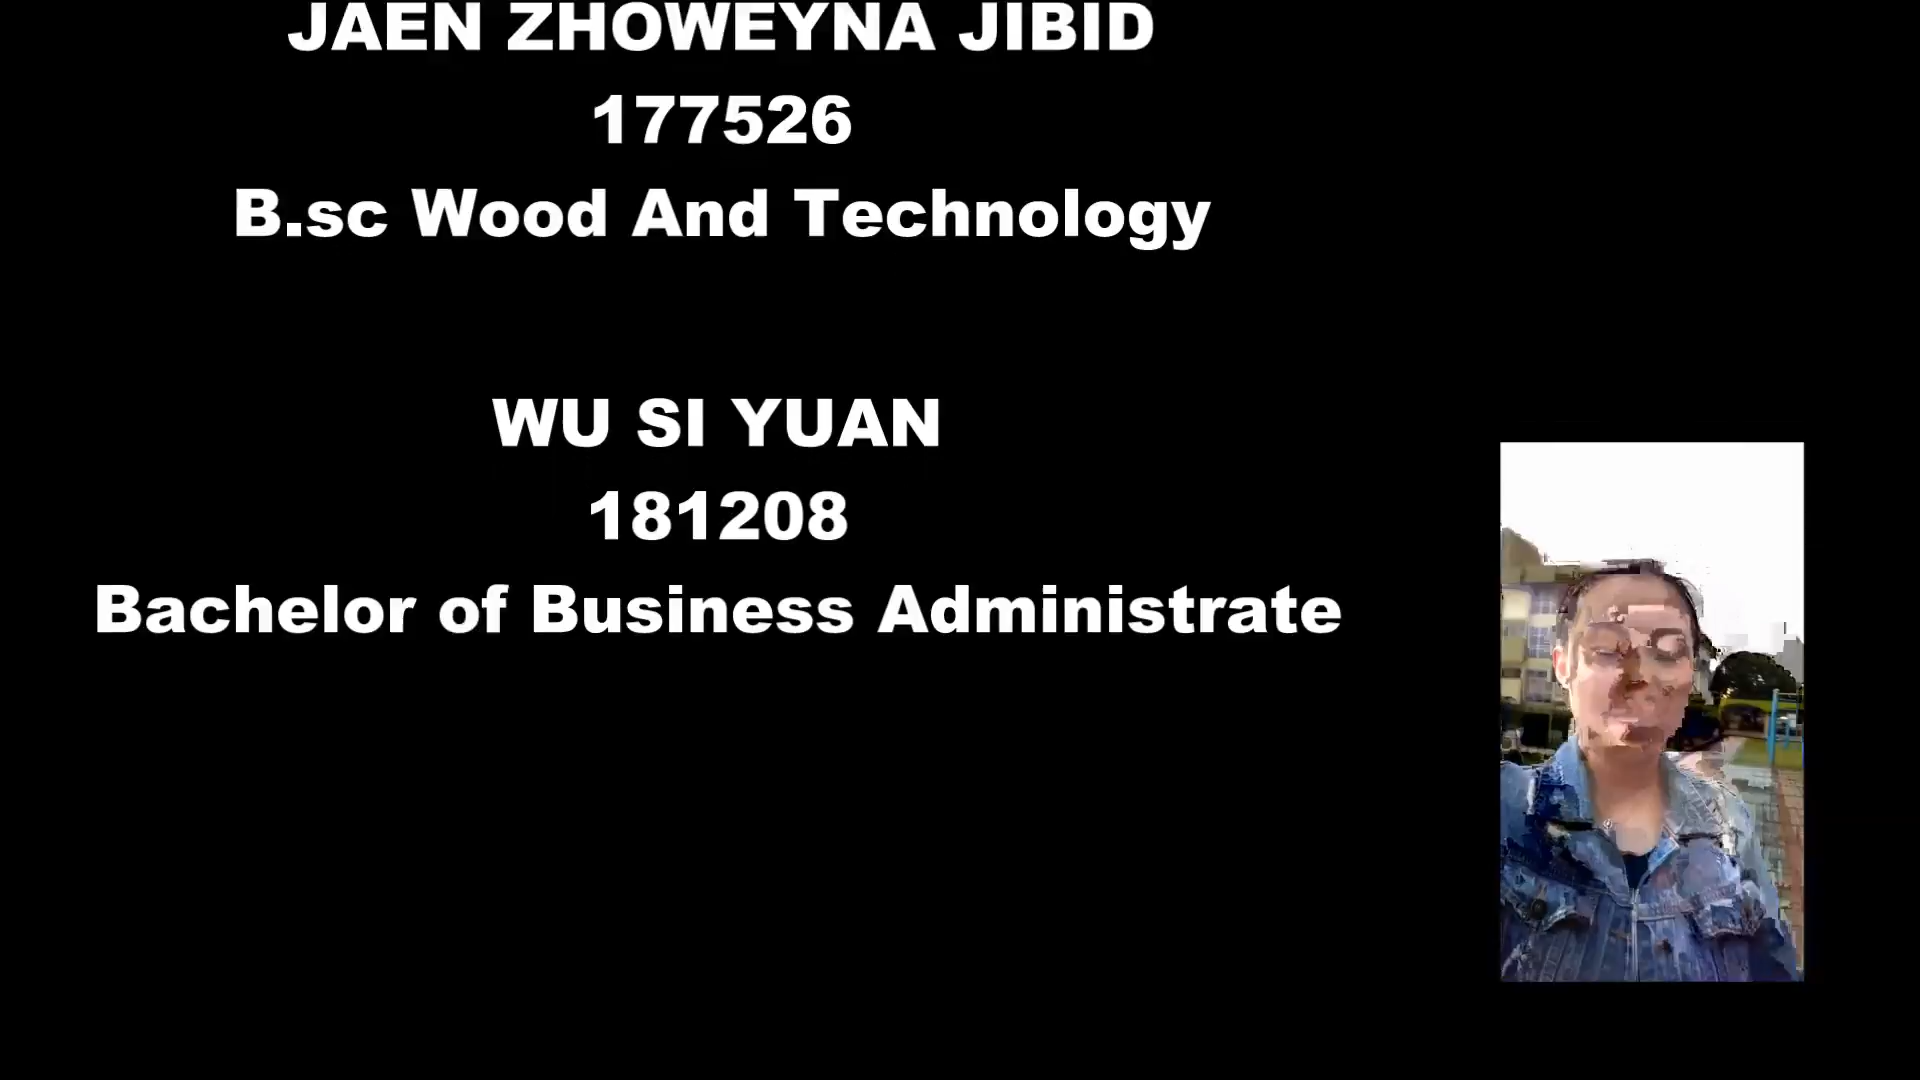 JAEN ZHOWEYNA JIBID
177526
B.sc Wood And Technology
WU SI YUAN
181208
Bachelor of Business Administrate